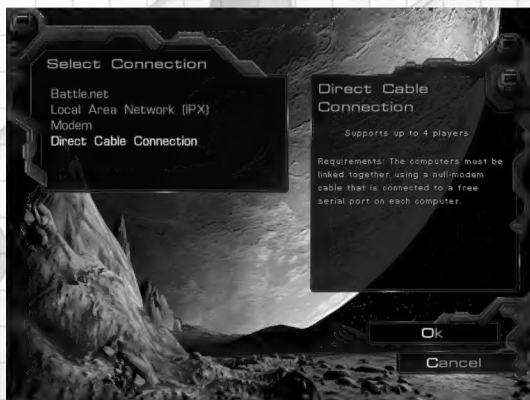 Select Connection
Battle.net
Local Area Network (IPX)
Modem
Direct Cable Connection
Direct Cable
Connection
Supports up to 4 players
Requirements: The computers must be
linked together using a null-modem
cable that is connected to a free
serial port on each computer.
Ok
Cancel